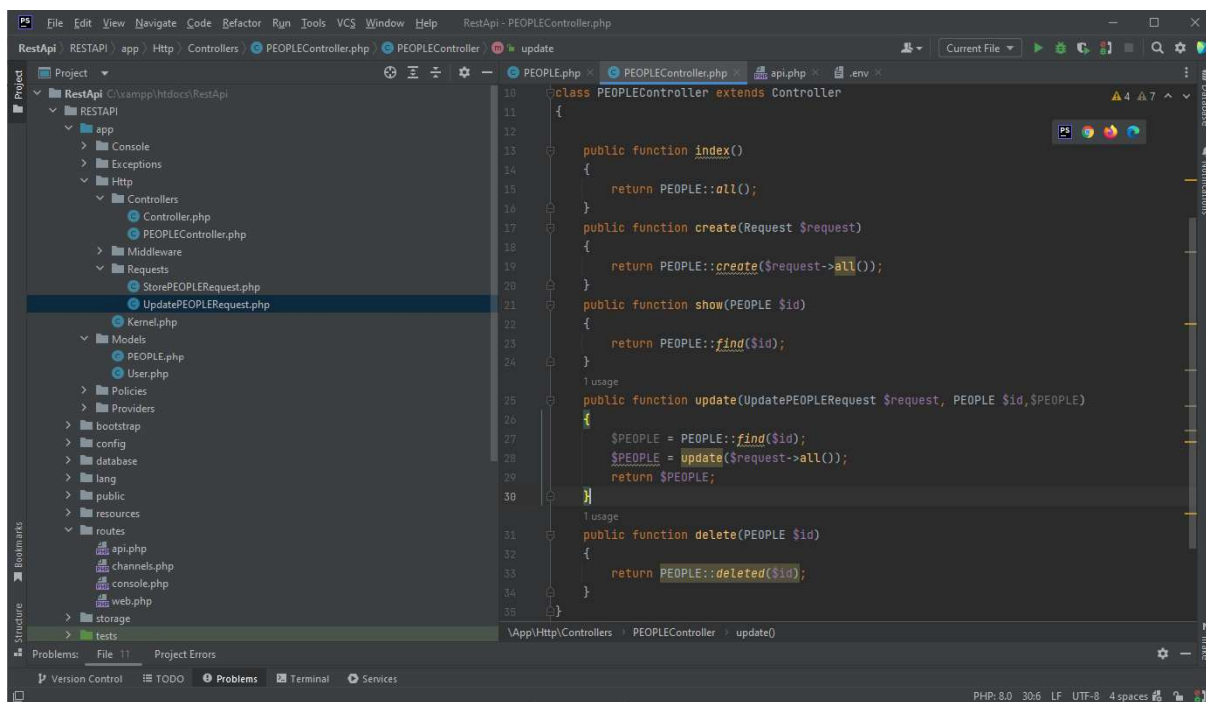 PS File Edit View Navigate Code Refactor Run Tools VCS Window Help RestApi - PEOPLEController.php
RestApi RESTAPI app Http Controllers PEOPLEController.php PEOPLEController update Current File
Project PEOPLE.php PEOPLEController.php api.php .env
RestApi C:\xampp\htdocs\RestApi
RESTAPI
app
Console
Exceptions
Http
Controllers
Controller.php
PEOPLEController.php
Middleware
Requests
StorePEOPLERequest.php
UpdatePEOPLERequest.php
Kernel.php
Models
PEOPLE.php
User.php
Policies
Providers
bootstrap
config
database
lang
public
resources
routes
api.php
channels.php
console.php
web.php
storage
tests
10 class PEOPLEController extends Controller
11 {
12
13 public function index()
14 {
15 return PEOPLE::all();
16 }
17 public function create(Request $request)
18 {
19 return PEOPLE::create($request->all());
20 }
21 public function show(PEOPLE $id)
22 {
23 return PEOPLE::find($id);
24 }
1 usage
25 public function update(UpdatePEOPLERequest $request, PEOPLE $id,$PEOPLE)
26 {
27 $PEOPLE = PEOPLE::find($id);
28 $PEOPLE = update($request->all());
29 return $PEOPLE;
30 }
1 usage
31 public function delete(PEOPLE $id)
32 {
33 return PEOPLE::deleted($id);
34 }
35 }
4 7
PS
\App\Http\Controllers PEOPLEController update()
Project
Bookmarks
Structure
Database
Notifications
Problems: File 11 Project Errors
Version Control TODO Problems Terminal Services
PHP: 8.0 30:6 LF UTF-8 4 spaces